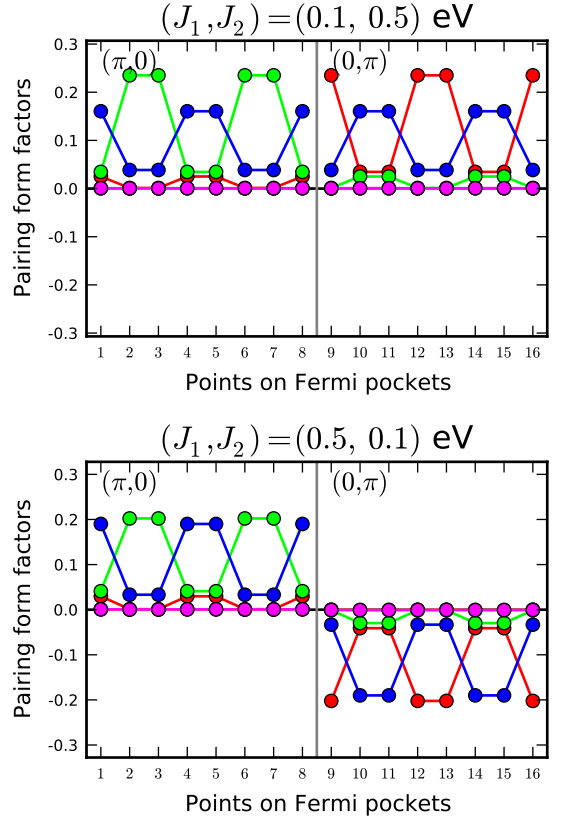 (J₁,J₂)=(0.1, 0.5) eV
(π,0)
(0,π)
0.3
0.2
0.1
0.0
-0.1
-0.2
-0.3
Pairing form factors
1 2 3 4 5 6 7 8 9 10 11 12 13 14 15 16
Points on Fermi pockets
(J₁,J₂)=(0.5, 0.1) eV
(π,0)
(0,π)
0.3
0.2
0.1
0.0
-0.1
-0.2
-0.3
Pairing form factors
1 2 3 4 5 6 7 8 9 10 11 12 13 14 15 16
Points on Fermi pockets